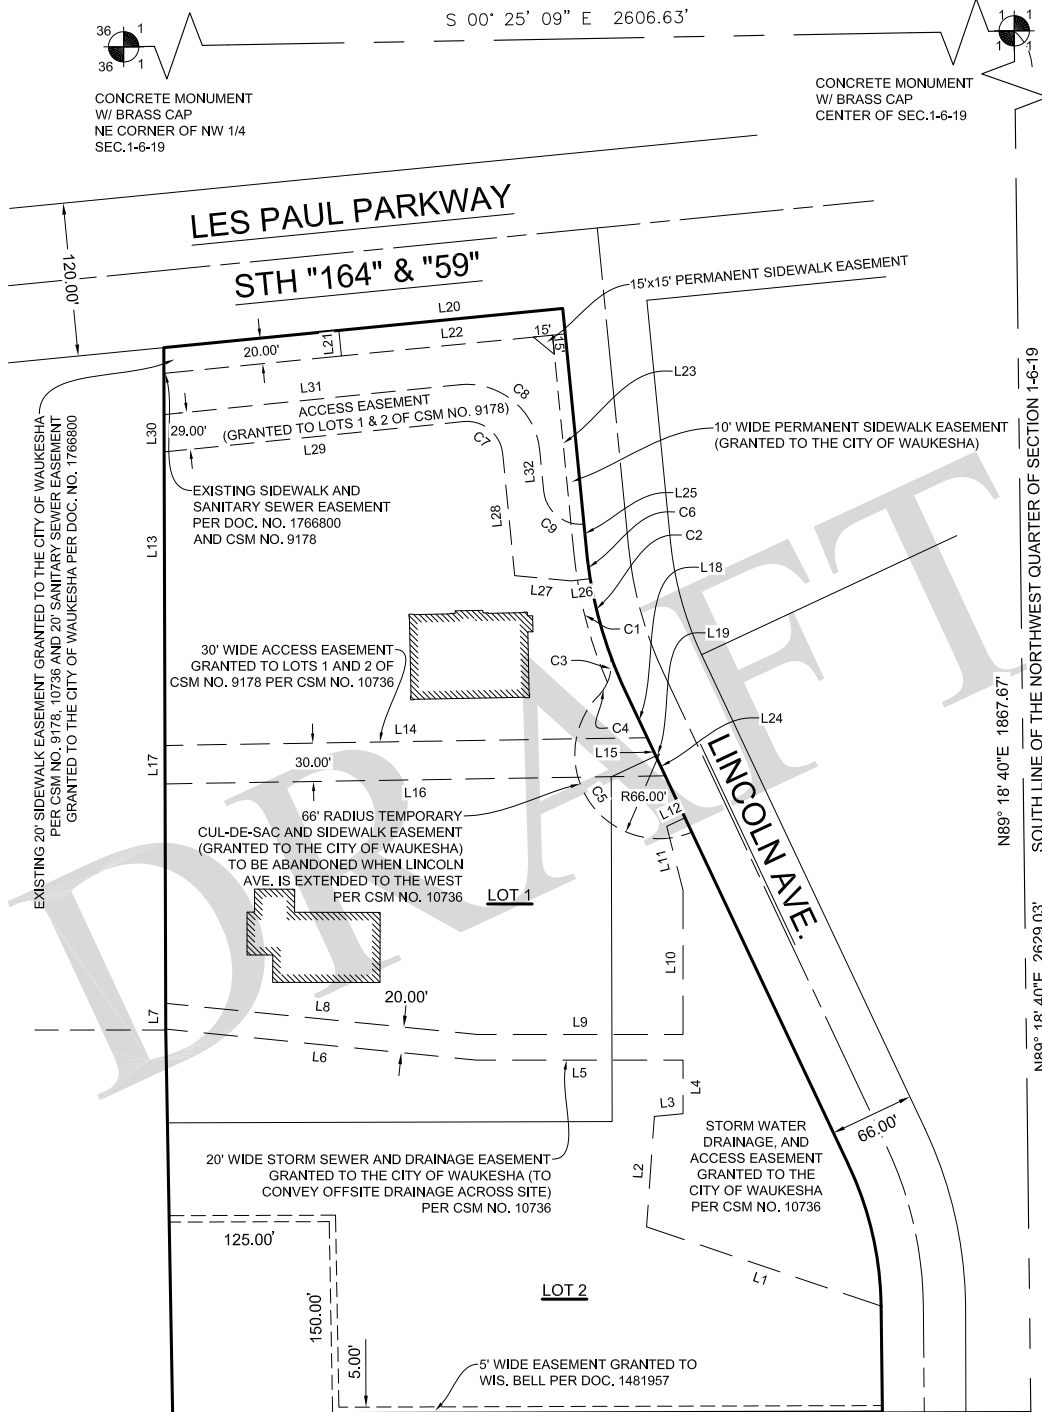 S 00° 25' 09" E 2606.63'
36 1
36 1
1 1
1 1
CONCRETE MONUMENT
W/ BRASS CAP
NE CORNER OF NW 1/4
SEC.1-6-19
CONCRETE MONUMENT
W/ BRASS CAP
CENTER OF SEC.1-6-19
LES PAUL PARKWAY
STH "164" & "59"
120.00'
15'x15' PERMANENT SIDEWALK EASEMENT
L20
L21
L22
15'
15'
20.00'
L23
L31
C8
ACCESS EASEMENT
(GRANTED TO LOTS 1 & 2 OF CSM NO. 9178)
L30
29.00'
L29
C7
10' WIDE PERMANENT SIDEWALK EASEMENT
(GRANTED TO THE CITY OF WAUKESHA)
L32
EXISTING SIDEWALK AND
SANITARY SEWER EASEMENT
PER DOC. NO. 1766800
AND CSM NO. 9178
L28
C9
L25
C6
C2
L13
L18
L27
L26
L19
C1
30' WIDE ACCESS EASEMENT
GRANTED TO LOTS 1 AND 2 OF
CSM NO. 9178 PER CSM NO. 10736
C3
L24
C4
L14
L15
L17
30.00'
L16
C5
R66.00'
LINCOLN AVE.
66' RADIUS TEMPORARY
CUL-DE-SAC AND SIDEWALK EASEMENT
(GRANTED TO THE CITY OF WAUKESHA)
TO BE ABANDONED WHEN LINCOLN
AVE. IS EXTENDED TO THE WEST
PER CSM NO. 10736
L12
L11
LOT 1
DRAFT
L10
L7
L8
20.00'
L9
L6
L5
L4
L3
L2
66.00'
STORM WATER
DRAINAGE, AND
ACCESS EASEMENT
GRANTED TO THE
CITY OF WAUKESHA
PER CSM NO. 10736
20' WIDE STORM SEWER AND DRAINAGE EASEMENT
GRANTED TO THE CITY OF WAUKESHA (TO
CONVEY OFFSITE DRAINAGE ACROSS SITE)
PER CSM NO. 10736
125.00'
L1
LOT 2
150.00'
5.00'
5' WIDE EASEMENT GRANTED TO
WIS. BELL PER DOC. 1481957
EXISTING 20' SIDEWALK EASEMENT GRANTED TO THE CITY OF WAUKESHA
PER CSM NO. 9178, 10736 AND 20' SANITARY SEWER EASEMENT
GRANTED TO THE CITY OF WAUKESHA PER DOC. NO. 1766800
N89° 18' 40"E 1867.67'
SOUTH LINE OF THE NORTHWEST QUARTER OF SECTION 1-6-19
N89° 18' 40"E 2629.03'